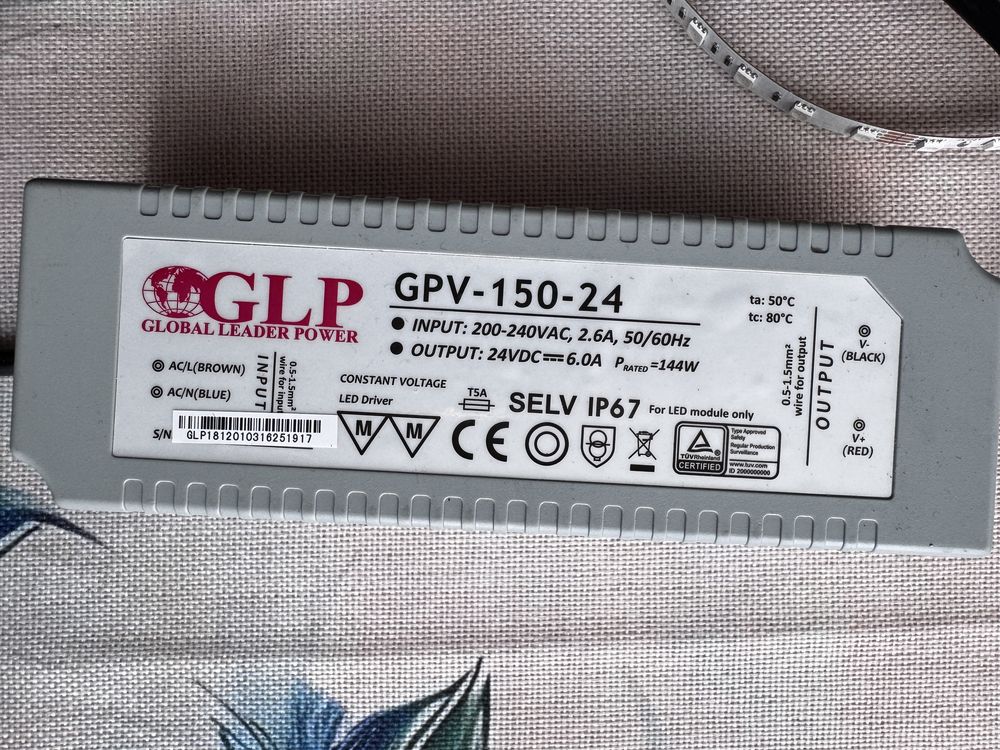 GLP
GLOBAL LEADER POWER
GPV-150-24
● INPUT: 200-240VAC, 2.6A, 50/60Hz
● OUTPUT: 24VDC⎓6.0A PRATED=144W
ta: 50°C
tc: 80°C
AC/L(BROWN)
AC/N(BLUE)
INPUT
0.5-1.5mm²
wire for input
CONSTANT VOLTAGE
LED Driver
T5A
SELV IP67 For LED module only
S/N
GLP1812010316251917
M M CE
TÜVRheinland
CERTIFIED
Type Approved
Safety
Regular Production
Surveillance
www.tuv.com
ID 2000000000
0.5-1.5mm²
wire for output
OUTPUT
V-
(BLACK)
V+
(RED)